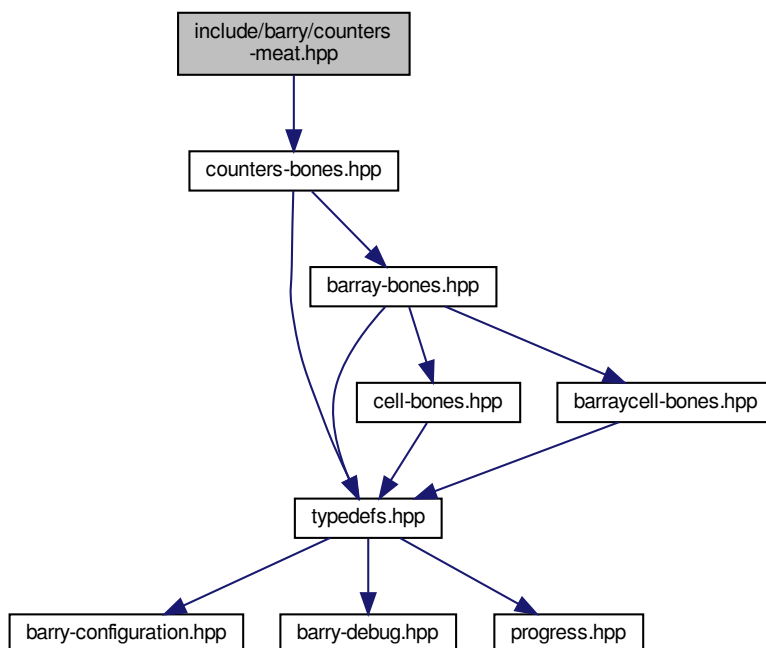 include/barry/counters
-meat.hpp
counters-bones.hpp
barray-bones.hpp
cell-bones.hpp
barraycell-bones.hpp
typedefs.hpp
barry-configuration.hpp
barry-debug.hpp
progress.hpp